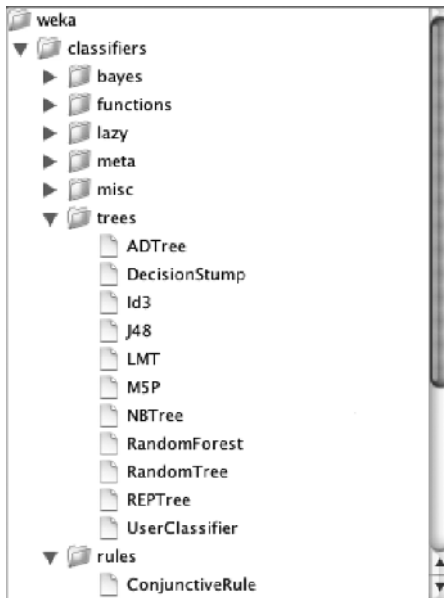 weka
classifiers
bayes
functions
lazy
meta
misc
trees
ADTree
DecisionStump
Id3
J48
LMT
M5P
NBTree
RandomForest
RandomTree
REPTree
UserClassifier
rules
ConjunctiveRule